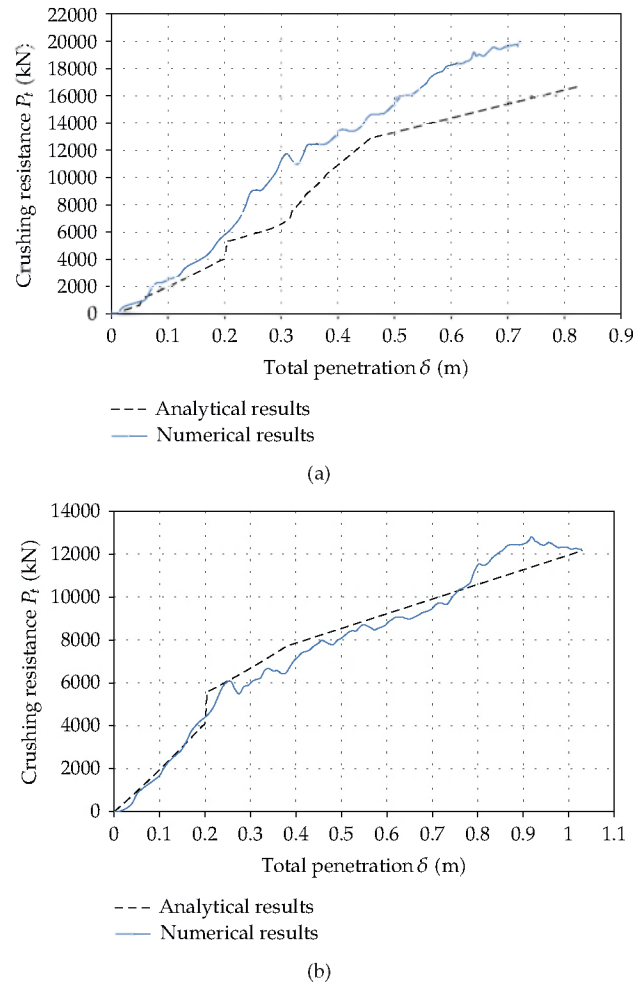 22000
20000
18000
16000
14000
12000
10000
8000
6000
4000
2000
0
Crushing resistance Pt (kN)
0 0.1 0.2 0.3 0.4 0.5 0.6 0.7 0.8 0.9
Total penetration δ (m)
Analytical results
Numerical results
(a)
14000
12000
10000
8000
6000
4000
2000
0
Crushing resistance Pt (kN)
0 0.1 0.2 0.3 0.4 0.5 0.6 0.7 0.8 0.9 1 1.1
Total penetration δ (m)
Analytical results
Numerical results
(b)